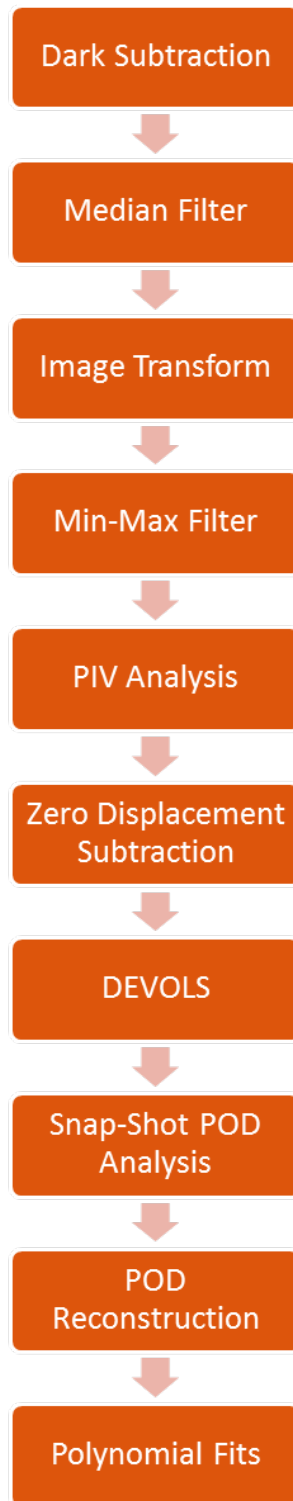 Dark Subtraction
Median Filter
Image Transform
Min-Max Filter
PIV Analysis
Zero Displacement
Subtraction
DEVOLS
Snap-Shot POD
Analysis
POD
Reconstruction
Polynomial Fits